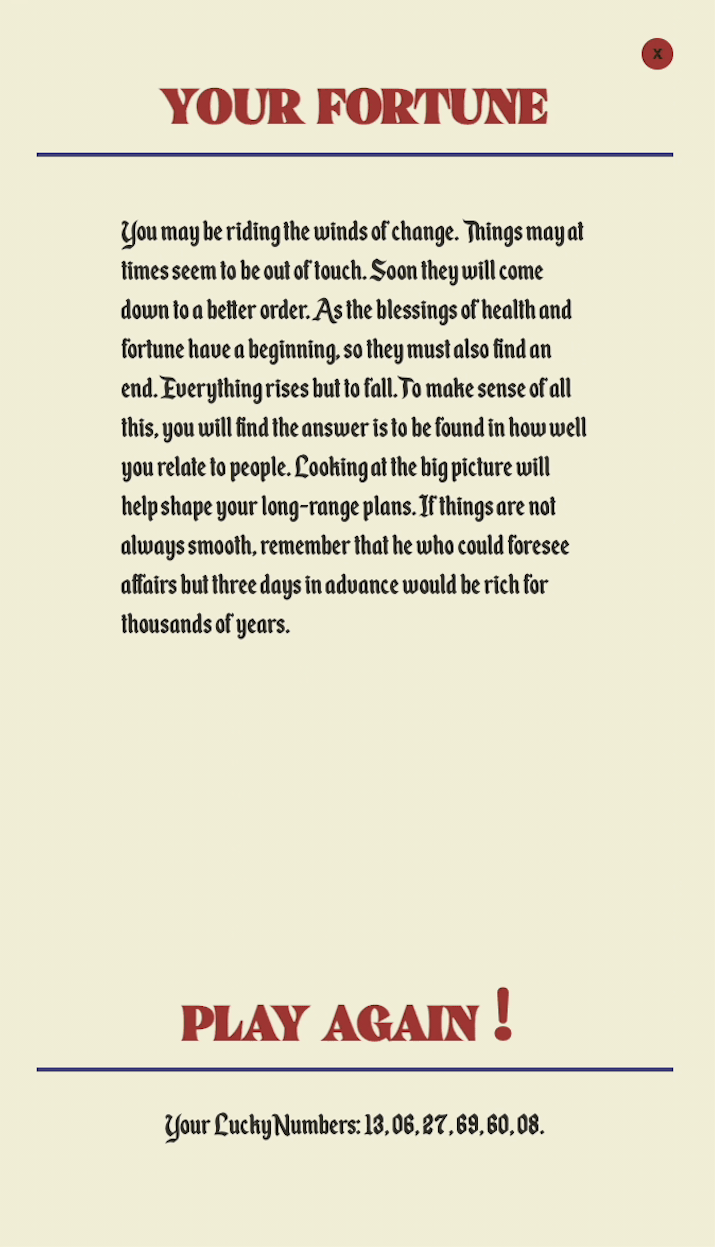 X
YOUR FORTUNE
You may be riding the winds of change. Things may at
times seem to be out of touch. Soon they will come
down to a better order. As the blessings of health and
fortune have a beginning, so they must also find an
end. Everything rises but to fall. To make sense of all
this, you will find the answer is to be found in how well
you relate to people. Looking at the big picture will
help shape your long-range plans. If things are not
always smooth, remember that he who could foresee
affairs but three days in advance would be rich for
thousands of years.
PLAY AGAIN !
Your Lucky Numbers: 13, 06, 27, 69, 60, 08.